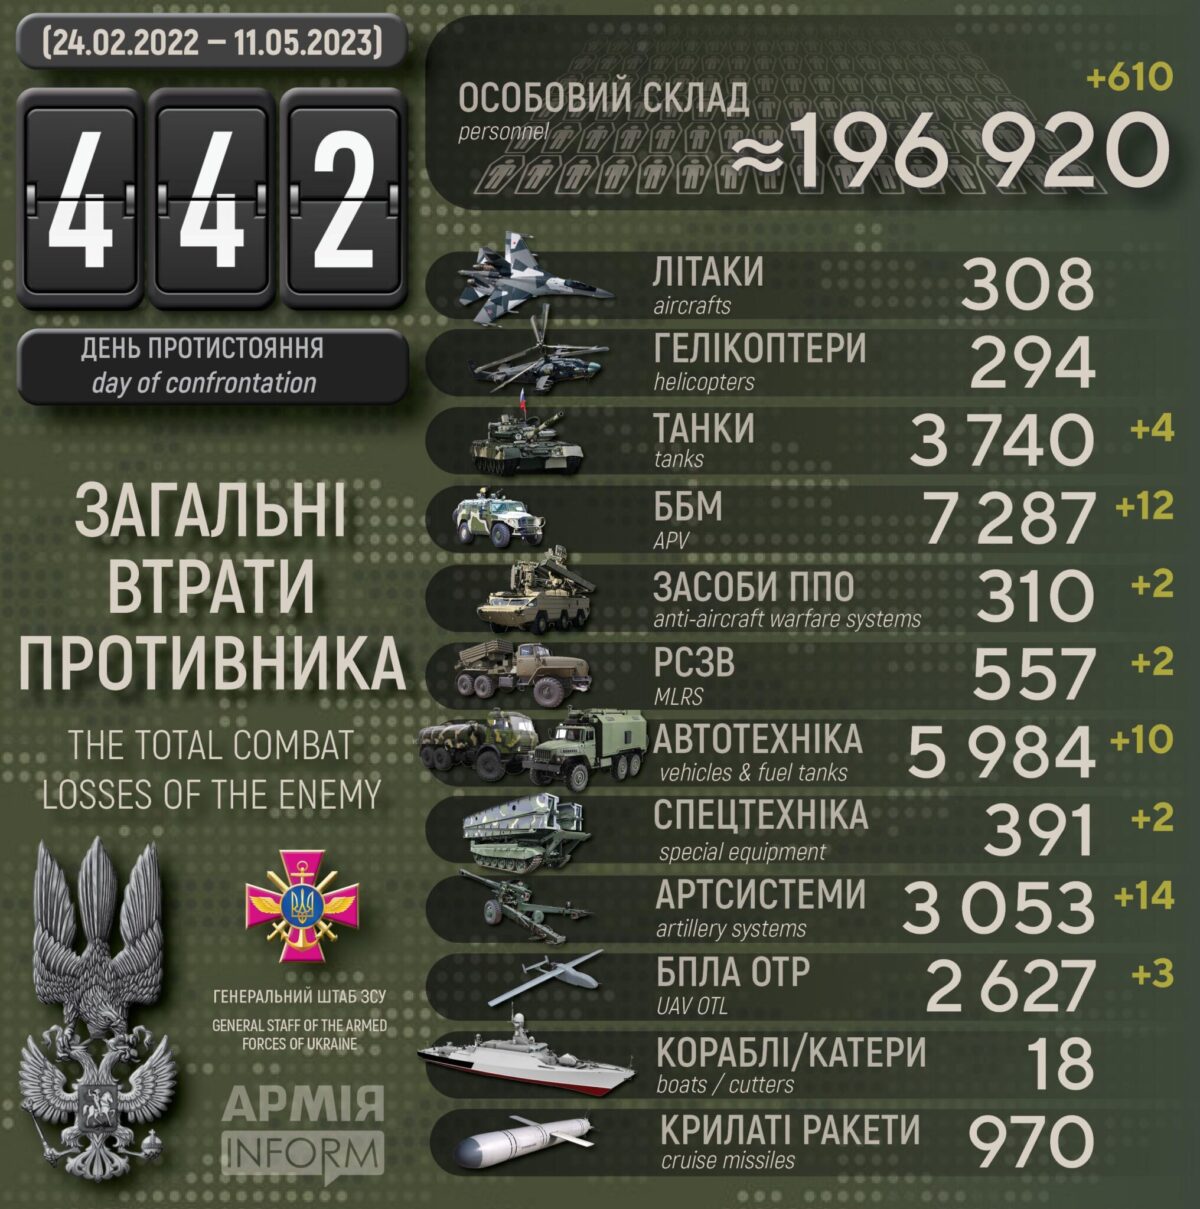 (24.02.2022 – 11.05.2023)
442
ДЕНЬ ПРОТИСТОЯННЯ
day of confrontation
ЗАГАЛЬНІ
ВТРАТИ
ПРОТИВНИКА
THE TOTAL COMBAT
LOSSES OF THE ENEMY
ГЕНЕРАЛЬНИЙ ШТАБ ЗСУ
GENERAL STAFF OF THE ARMED
FORCES OF UKRAINE
АРМІЯ
INFORM
+610
ОСОБОВИЙ СКЛАД
personnel
≈196 920
ЛІТАКИ
aircrafts
308
ГЕЛІКОПТЕРИ
helicopters
294
ТАНКИ
tanks
3 740 +4
ББМ
APV
7 287 +12
ЗАСОБИ ППО
anti-aircraft warfare systems
310 +2
РСЗВ
MLRS
557 +2
АВТОТЕХНІКА
vehicles & fuel tanks
5 984 +10
СПЕЦТЕХНІКА
special equipment
391 +2
АРТСИСТЕМИ
artillery systems
3 053 +14
БПЛА ОТР
UAV OTL
2 627 +3
КОРАБЛІ/КАТЕРИ
boats / cutters
18
КРИЛАТІ РАКЕТИ
cruise missiles
970